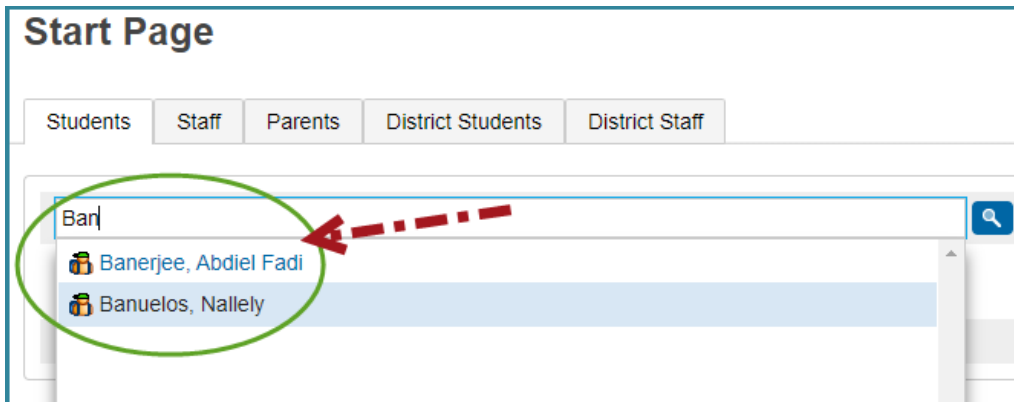 Start Page
Students Staff Parents District Students District Staff
Ban
Banerjee, Abdiel Fadi
Banuelos, Nallely